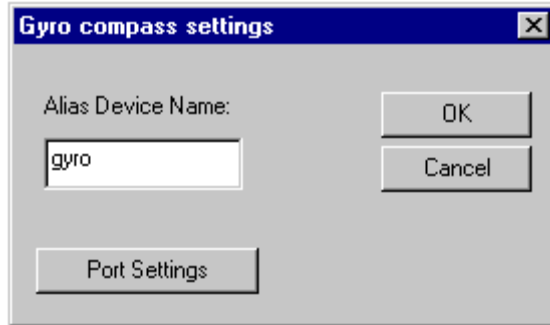 Gyro compass settings
Alias Device Name:
gyro
OK
Cancel
Port Settings